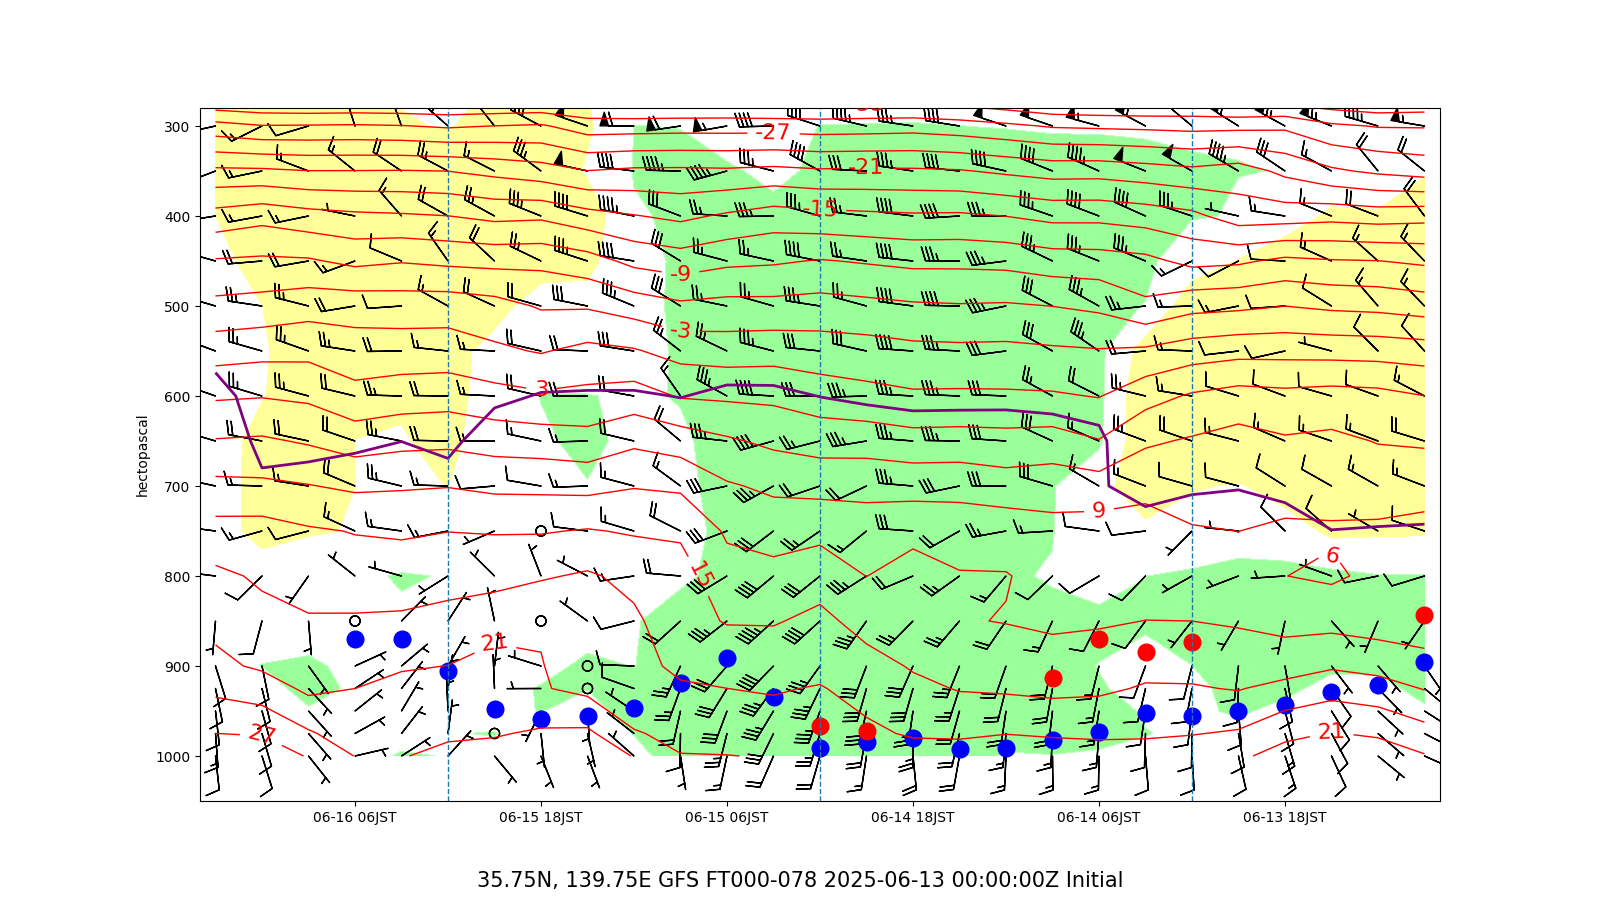 300
400
500
600
700
800
900
1000
hectopascal
-27
-21
-15
-9
-3
3
9
15
6
21
27
21
06-16 06JST
06-15 18JST
06-15 06JST
06-14 18JST
06-14 06JST
06-13 18JST
35.75N, 139.75E GFS FT000-078 2025-06-13 00:00:00Z Initial